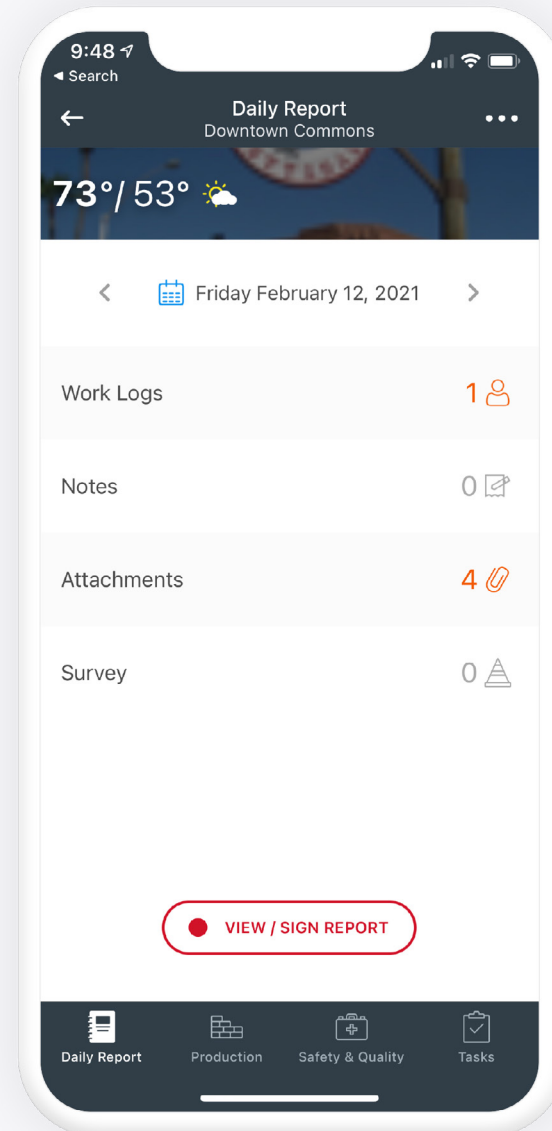 9:48
◀ Search
Daily Report
Downtown Commons
73°/ 53°
Friday February 12, 2021
Work Logs 1
Notes 0
Attachments 4
Survey 0
VIEW / SIGN REPORT
Daily Report Production Safety & Quality Tasks